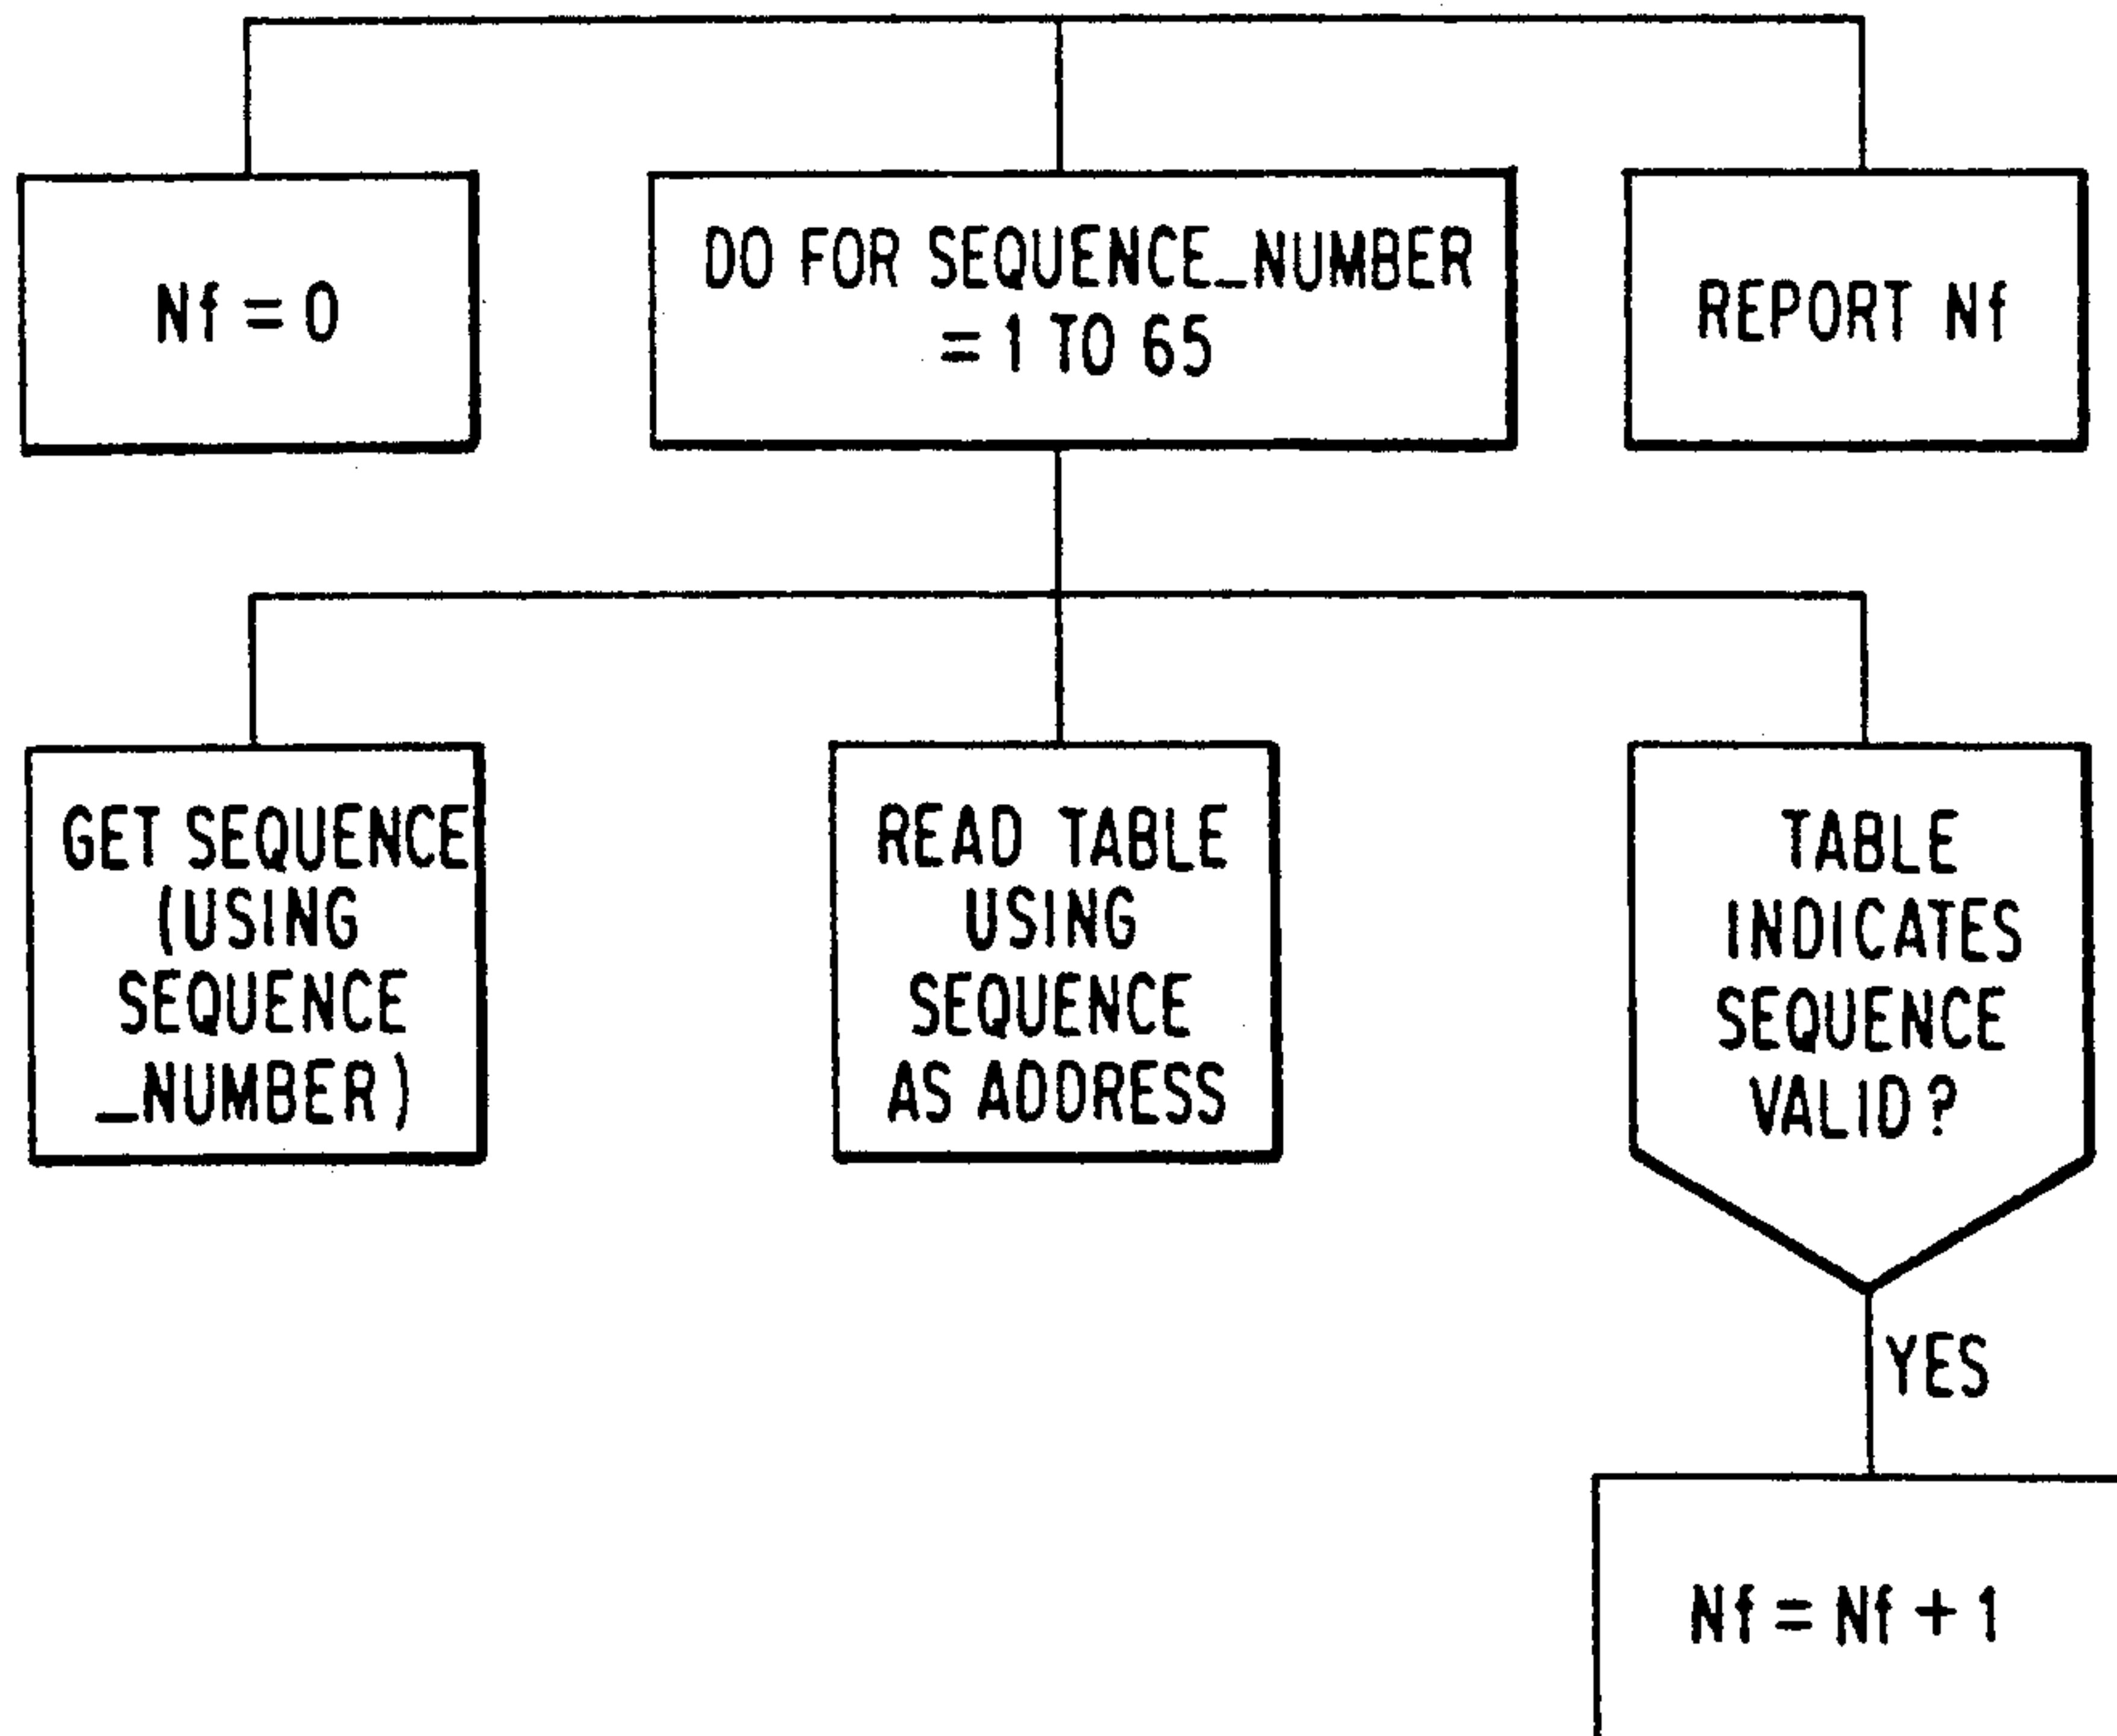 Nf = 0
DO FOR SEQUENCE_NUMBER
= 1 TO 65
REPORT Nf
GET SEQUENCE
(USING
SEQUENCE
_NUMBER)
READ TABLE
USING
SEQUENCE
AS ADDRESS
TABLE
INDICATES
SEQUENCE
VALID?
YES
Nf = Nf + 1